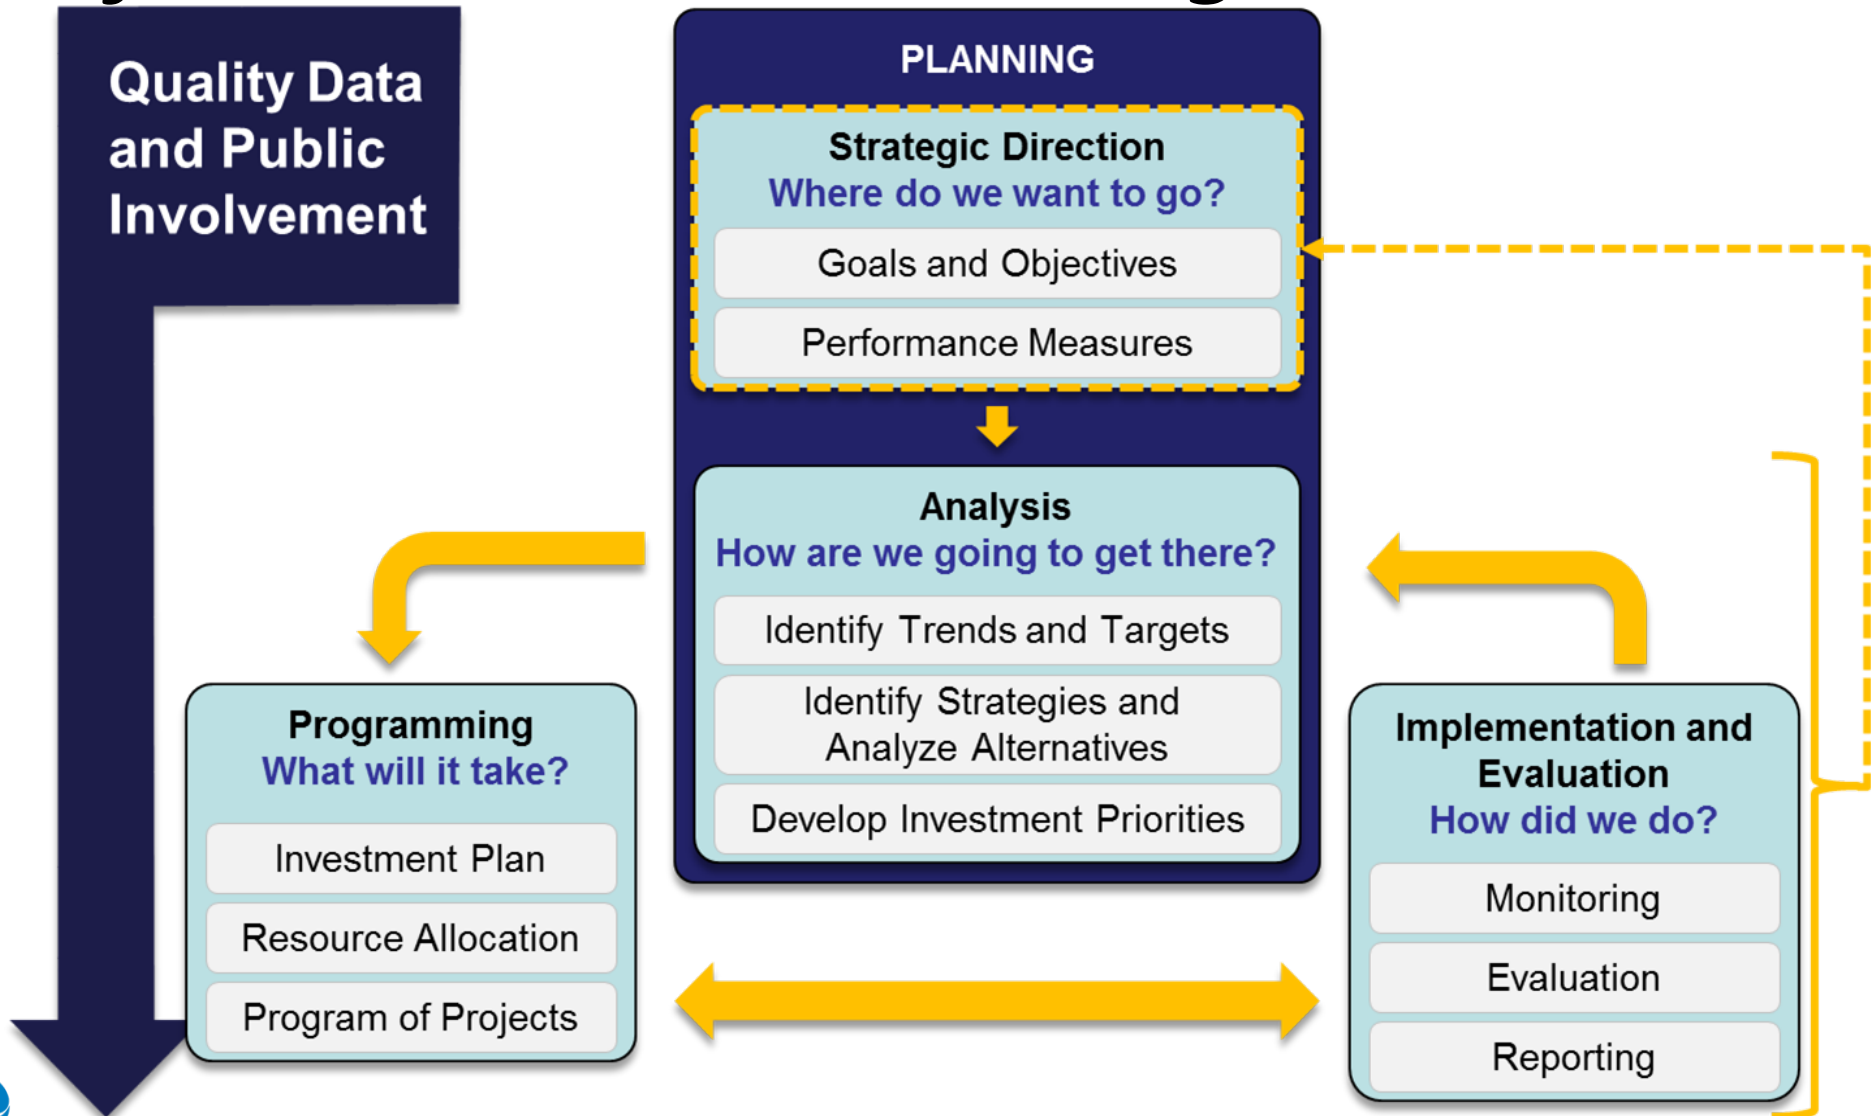 Quality Data
and Public
Involvement
PLANNING
Strategic Direction
Where do we want to go?
Goals and Objectives
Performance Measures
Analysis
How are we going to get there?
Identify Trends and Targets
Identify Strategies and
Analyze Alternatives
Develop Investment Priorities
Programming
What will it take?
Investment Plan
Resource Allocation
Program of Projects
Implementation and
Evaluation
How did we do?
Monitoring
Evaluation
Reporting